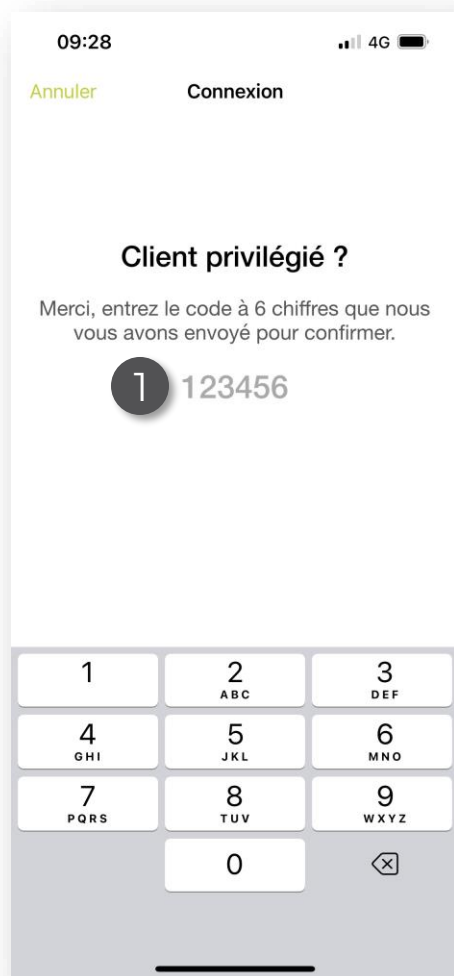 09:28 4G
Annuler Connexion
Client privilégié ?
Merci, entrez le code à 6 chiffres que nous
vous avons envoyé pour confirmer.
1 123456
1 2 3
ABC DEF
4 5 6
GHI JKL MNO
7 8 9
PQRS TUV WXYZ
0